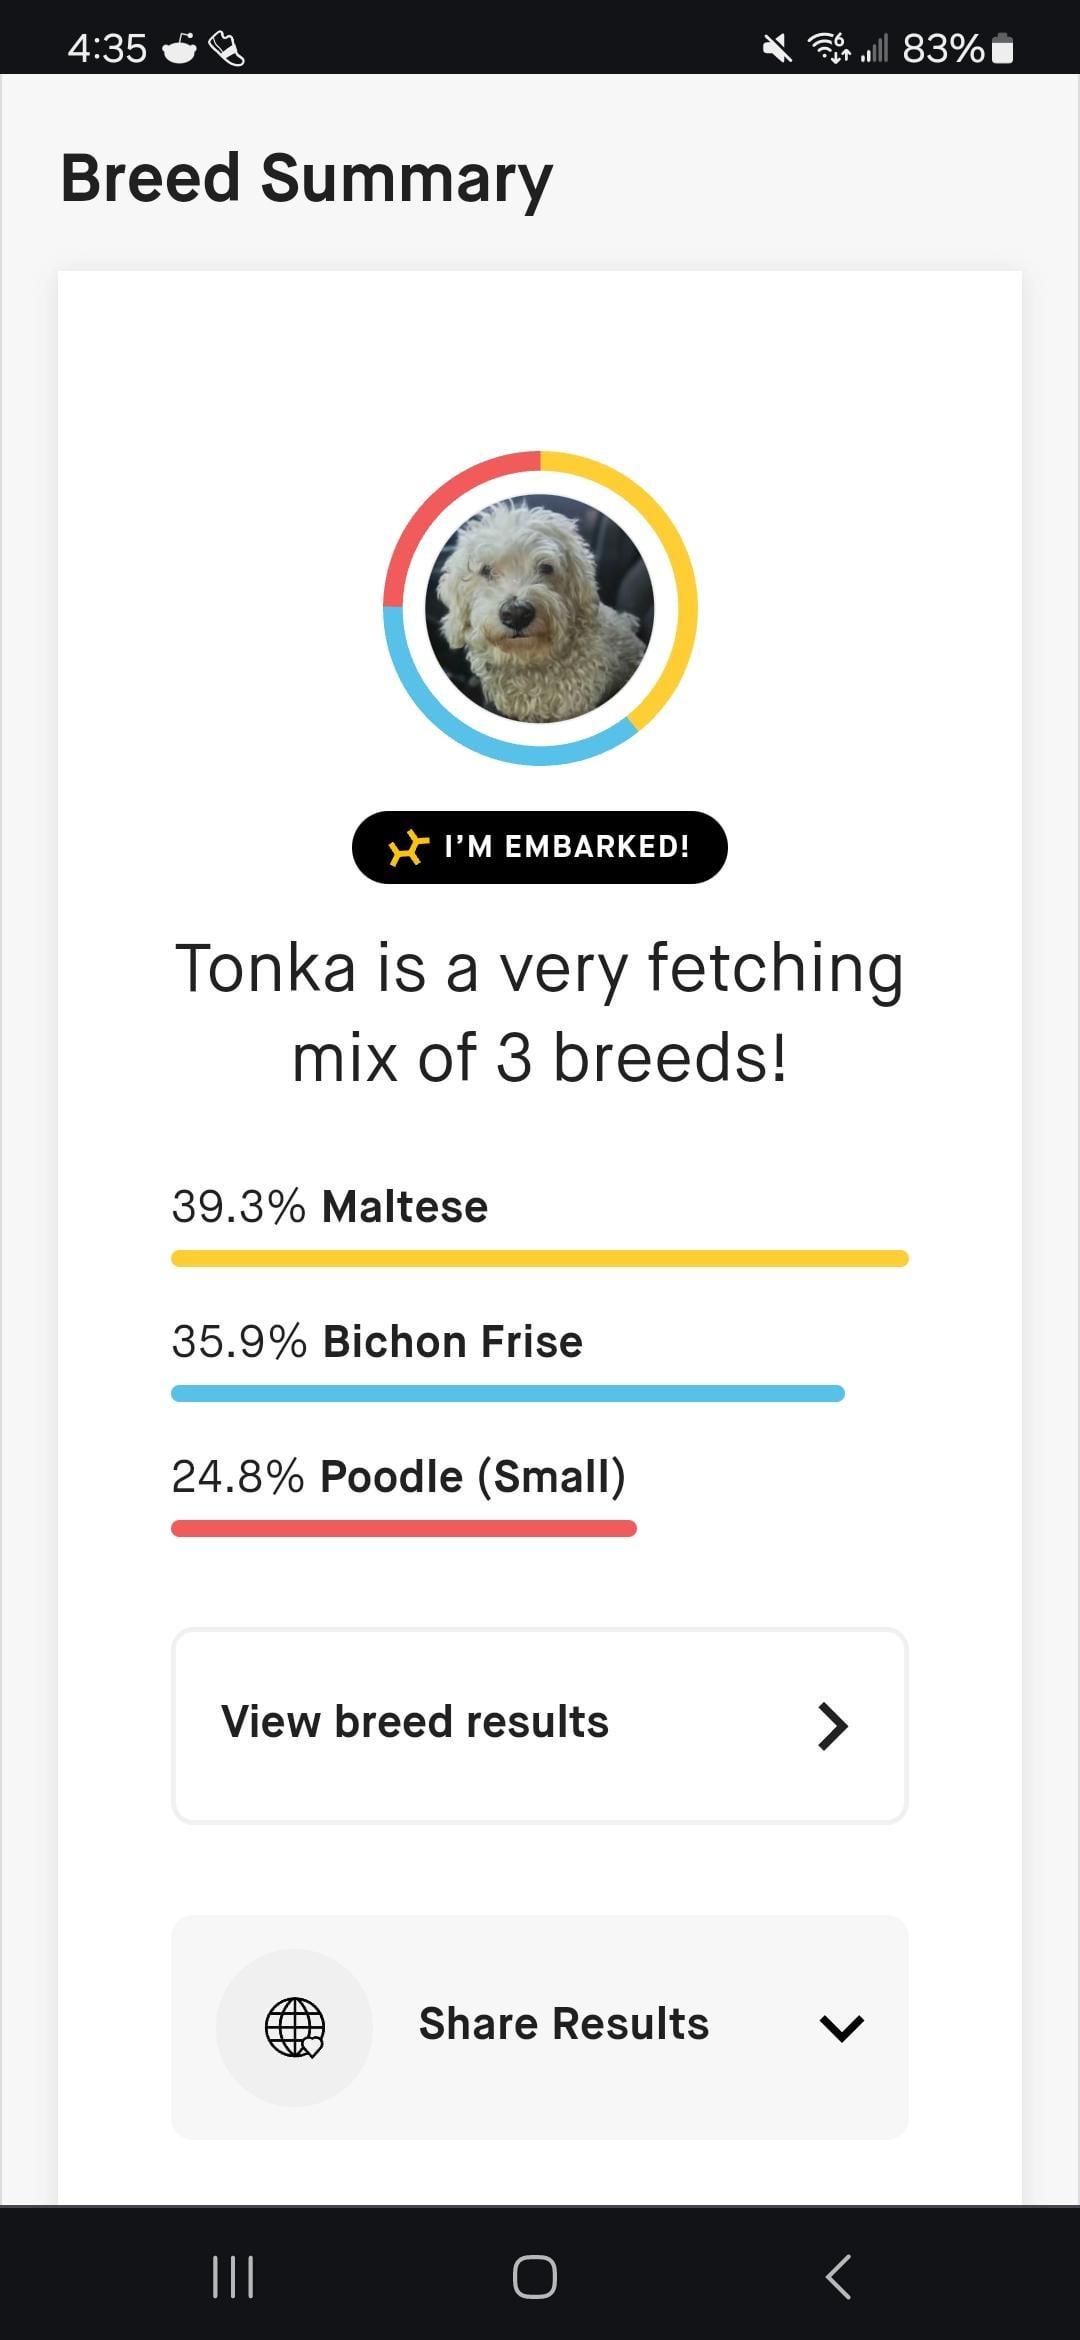 4:35 83%
Breed Summary
I'M EMBARKED!
Tonka is a very fetching
mix of 3 breeds!
39.3% Maltese
35.9% Bichon Frise
24.8% Poodle (Small)
View breed results
Share Results